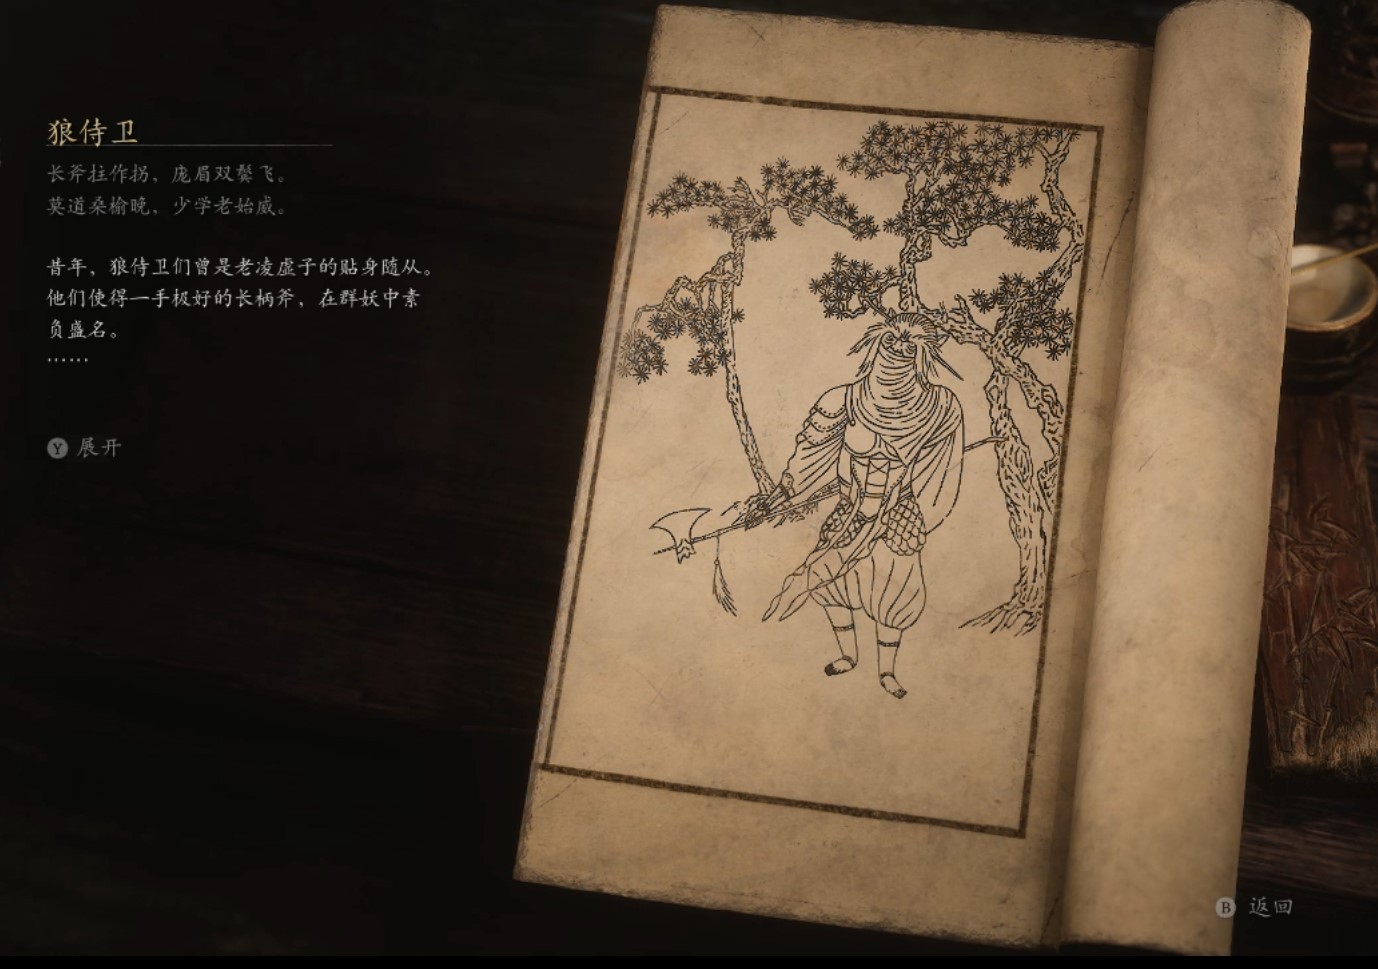 狼侍卫
长斧拄作拐，庞眉双鬓飞。
莫道桑榆晚，少学老始威。
昔年，狼侍卫们曾是老凌虚子的贴身随从。
他们使得一手极好的长柄斧，在群妖中素
负盛名。
……
Y 展开
B 返回